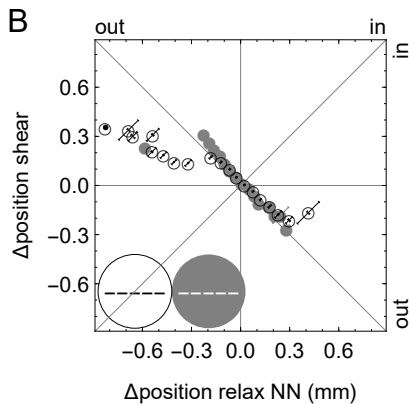 B
out
in
in
0.6
0.3
0.0
−0.3
−0.6
Δposition shear
out
−0.6
−0.3
0.0
0.3
0.6
Δposition relax NN (mm)